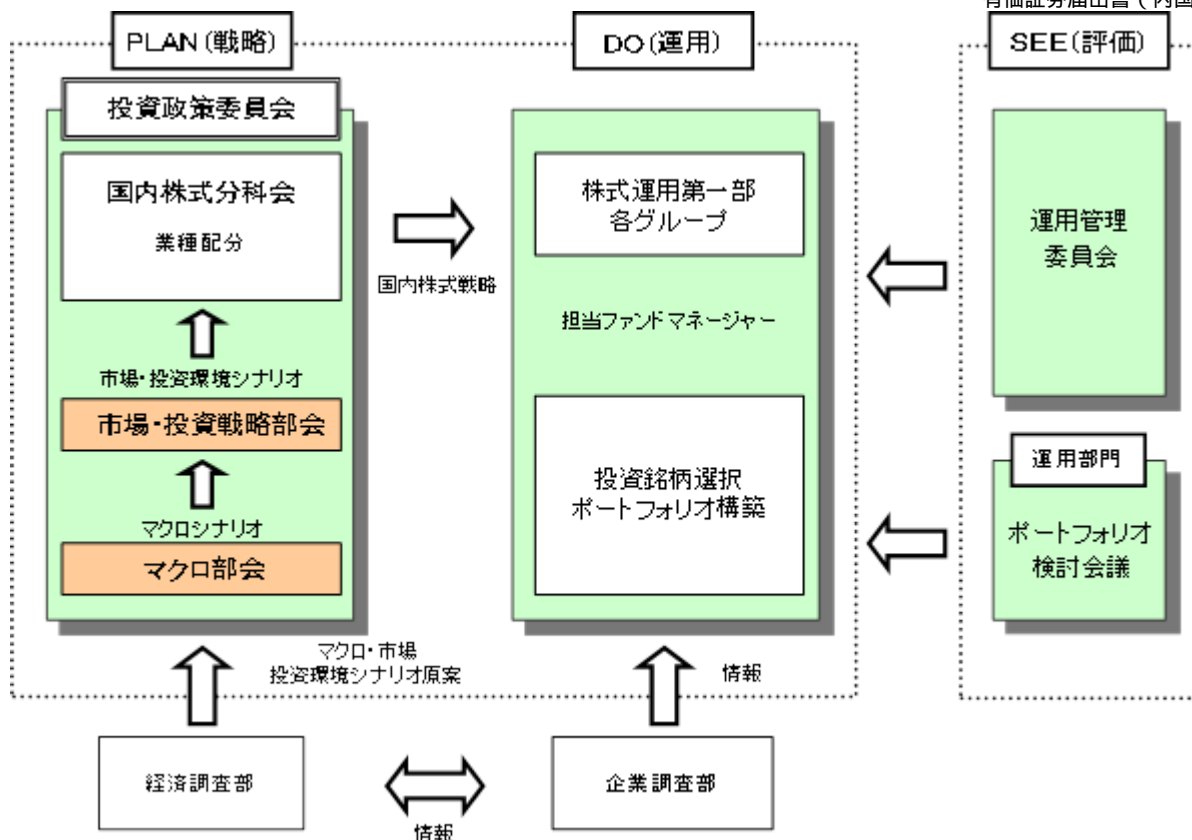 有価証券届出書（内国
PLAN(戦略)
DO(運用)
SEE(評価)
投資政策委員会
国内株式分科会
業種配分
市場・投資環境シナリオ
市場・投資戦略部会
マクロシナリオ
マクロ部会
国内株式戦略
株式運用第一部
各グループ
担当ファンドマネージャー
投資銘柄選択
ポートフォリオ構築
運用管理
委員会
運用部門
ポートフォリオ
検討会議
マクロ・市場
投資環境シナリオ原案
情報
経済調査部
情報
企業調査部